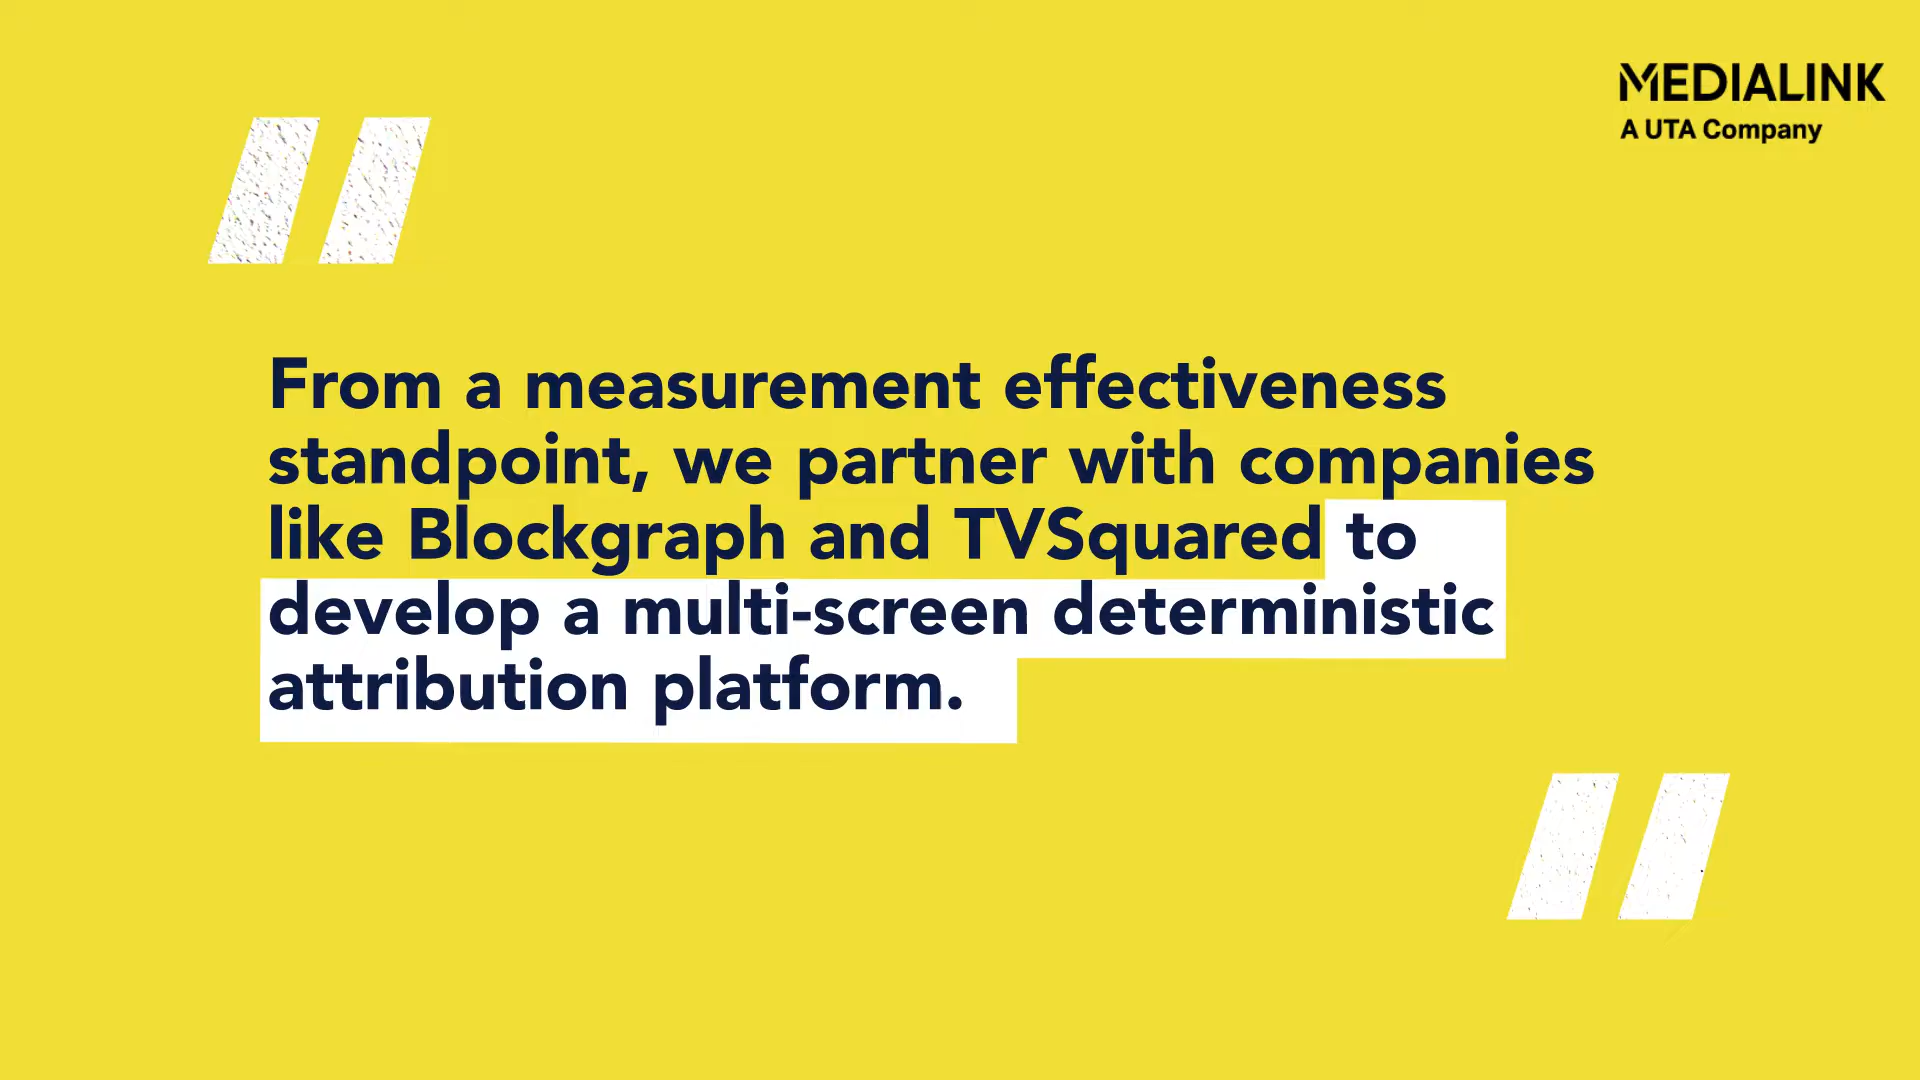 MEDIALINK
A UTA Company
From a measurement effectiveness
standpoint, we partner with companies
like Blockgraph and TVSquared to
develop a multi-screen deterministic
attribution platform.